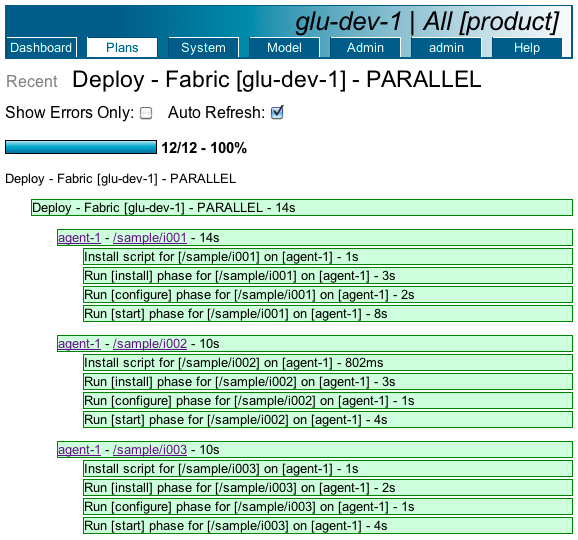 glu-dev-1 | All [product]
Dashboard Plans System Model Admin admin Help
Recent Deploy - Fabric [glu-dev-1] - PARALLEL
Show Errors Only: Auto Refresh:
12/12 - 100%
Deploy - Fabric [glu-dev-1] - PARALLEL
Deploy - Fabric [glu-dev-1] - PARALLEL - 14s
agent-1 - /sample/i001 - 14s
Install script for [/sample/i001] on [agent-1] - 1s
Run [install] phase for [/sample/i001] on [agent-1] - 3s
Run [configure] phase for [/sample/i001] on [agent-1] - 2s
Run [start] phase for [/sample/i001] on [agent-1] - 8s
agent-1 - /sample/i002 - 10s
Install script for [/sample/i002] on [agent-1] - 802ms
Run [install] phase for [/sample/i002] on [agent-1] - 3s
Run [configure] phase for [/sample/i002] on [agent-1] - 1s
Run [start] phase for [/sample/i002] on [agent-1] - 4s
agent-1 - /sample/i003 - 10s
Install script for [/sample/i003] on [agent-1] - 1s
Run [install] phase for [/sample/i003] on [agent-1] - 2s
Run [configure] phase for [/sample/i003] on [agent-1] - 1s
Run [start] phase for [/sample/i003] on [agent-1] - 4s